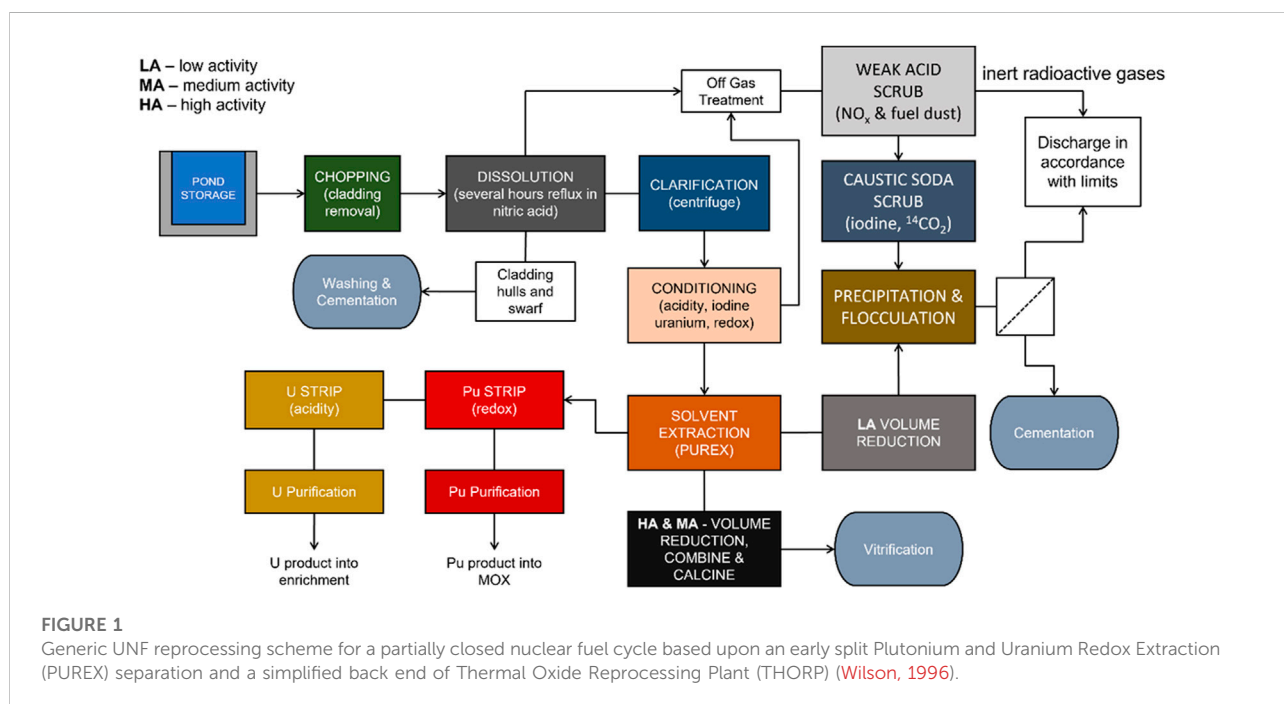 LA – low activity
MA – medium activity
HA – high activity
Off Gas
Treatment
WEAK ACID
SCRUB
(NOₓ & fuel dust)
inert radioactive gases
Discharge in
accordance
with limits
POND
STORAGE
CHOPPING
(cladding
removal)
DISSOLUTION
(several hours reflux in
nitric acid)
CLARIFICATION
(centrifuge)
CAUSTIC SODA
SCRUB
(iodine, ¹⁴CO₂)
Washing &
Cementation
Cladding
hulls and
swarf
CONDITIONING
(acidity, iodine
uranium, redox)
PRECIPITATION &
FLOCCULATION
U STRIP
(acidity)
Pu STRIP
(redox)
SOLVENT
EXTRACTION
(PUREX)
LA VOLUME
REDUCTION
Cementation
U Purification
Pu Purification
HA & MA - VOLUME
REDUCTION,
COMBINE &
CALCINE
Vitrification
U product into
enrichment
Pu product into
MOX
FIGURE 1
Generic UNF reprocessing scheme for a partially closed nuclear fuel cycle based upon an early split Plutonium and Uranium Redox Extraction
(PUREX) separation and a simplified back end of Thermal Oxide Reprocessing Plant (THORP) (Wilson, 1996).